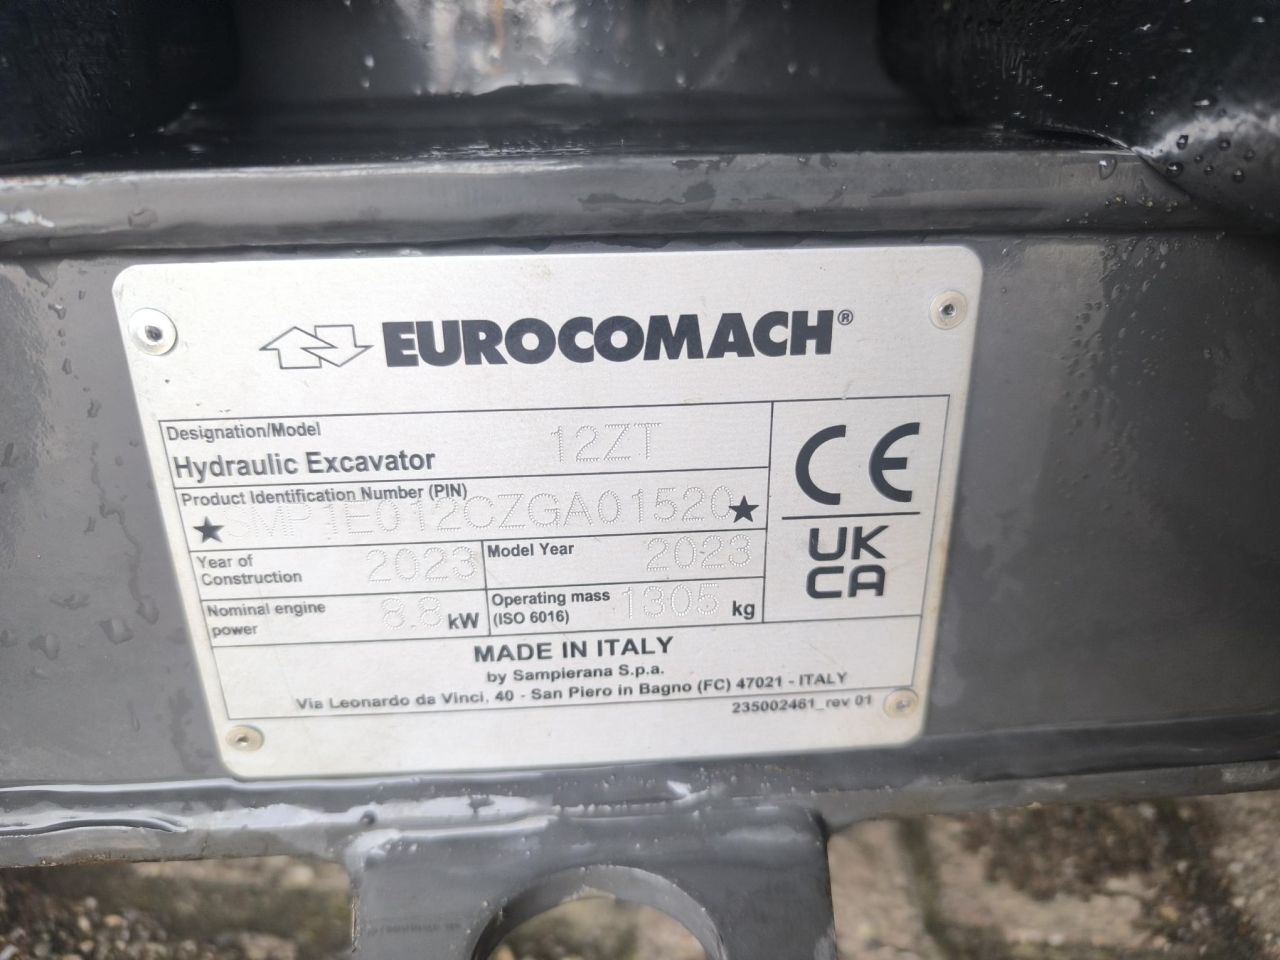 EUROCOMACH®
Designation/Model
Hydraulic Excavator 12ZT
Product Identification Number (PIN)
★ SMP1E012CZGA01520 ★
Year of Construction 2023
Model Year 2023
Nominal engine power 8.8 kW
Operating mass (ISO 6016) 1305 kg
CE
UK
CA
MADE IN ITALY
by Sampierana S.p.a.
Via Leonardo da Vinci, 40 - San Piero in Bagno (FC) 47021 - ITALY
235002461_rev 01